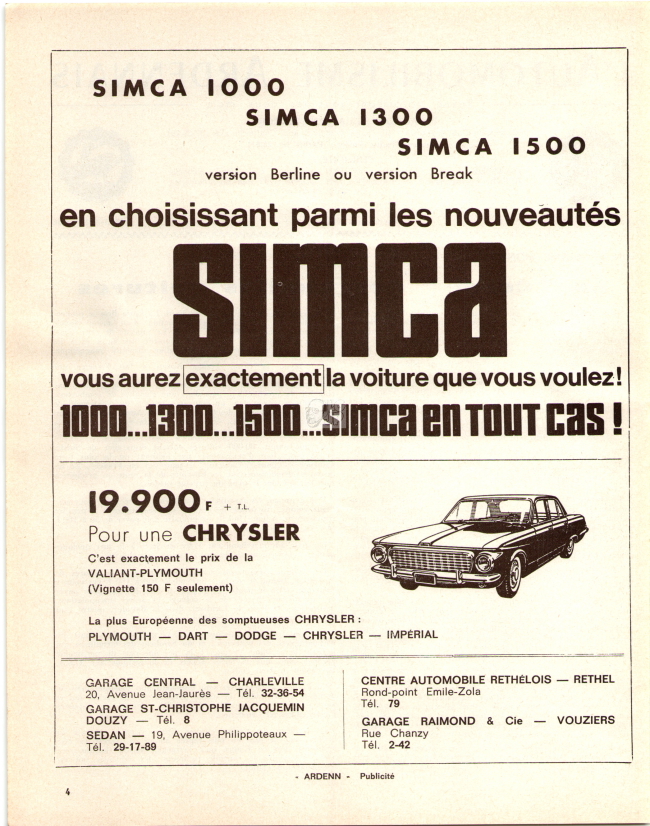 SIMCA 1000
SIMCA 1300
SIMCA 1500
version Berline ou version Break
en choisissant parmi les nouveautés
SIMCA
vous aurez exactement la voiture que vous voulez!
1000...1300...1500...SIMCA EN TOUT CAS !
19.900 F + T.L.
Pour une CHRYSLER
C'est exactement le prix de la
VALIANT-PLYMOUTH
(Vignette 150 F seulement)
La plus Européenne des somptueuses CHRYSLER :
PLYMOUTH — DART — DODGE — CHRYSLER — IMPÉRIAL
GARAGE CENTRAL — CHARLEVILLE
20, Avenue Jean-Jaurès — Tél. 32-36-54
GARAGE ST-CHRISTOPHE JACQUEMIN
DOUZY — Tél. 8
SEDAN — 19, Avenue Philippoteaux —
Tél. 29-17-89
CENTRE AUTOMOBILE RETHÉLOIS — RETHEL
Rond-point Emile-Zola
Tél. 79
GARAGE RAIMOND & Cie — VOUZIERS
Rue Chanzy
Tél. 2-42
- ARDENN - Publicité
4